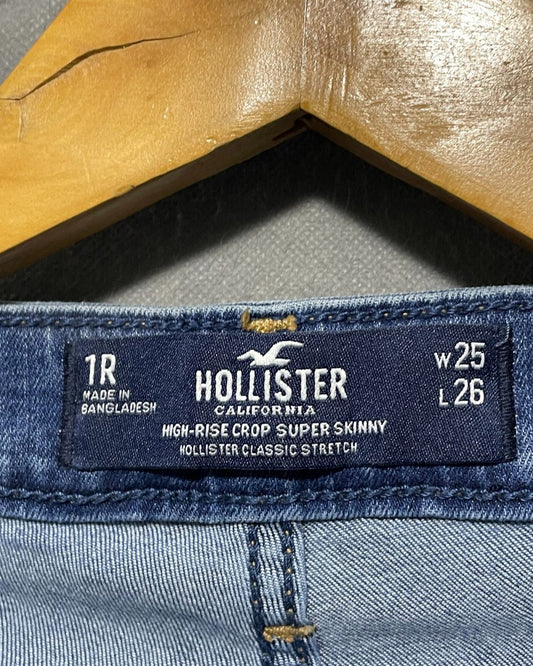 1R
MADE IN
BANGLADESH
HOLLISTER
CALIFORNIA
HIGH-RISE CROP SUPER SKINNY
HOLLISTER CLASSIC STRETCH
W25
L26